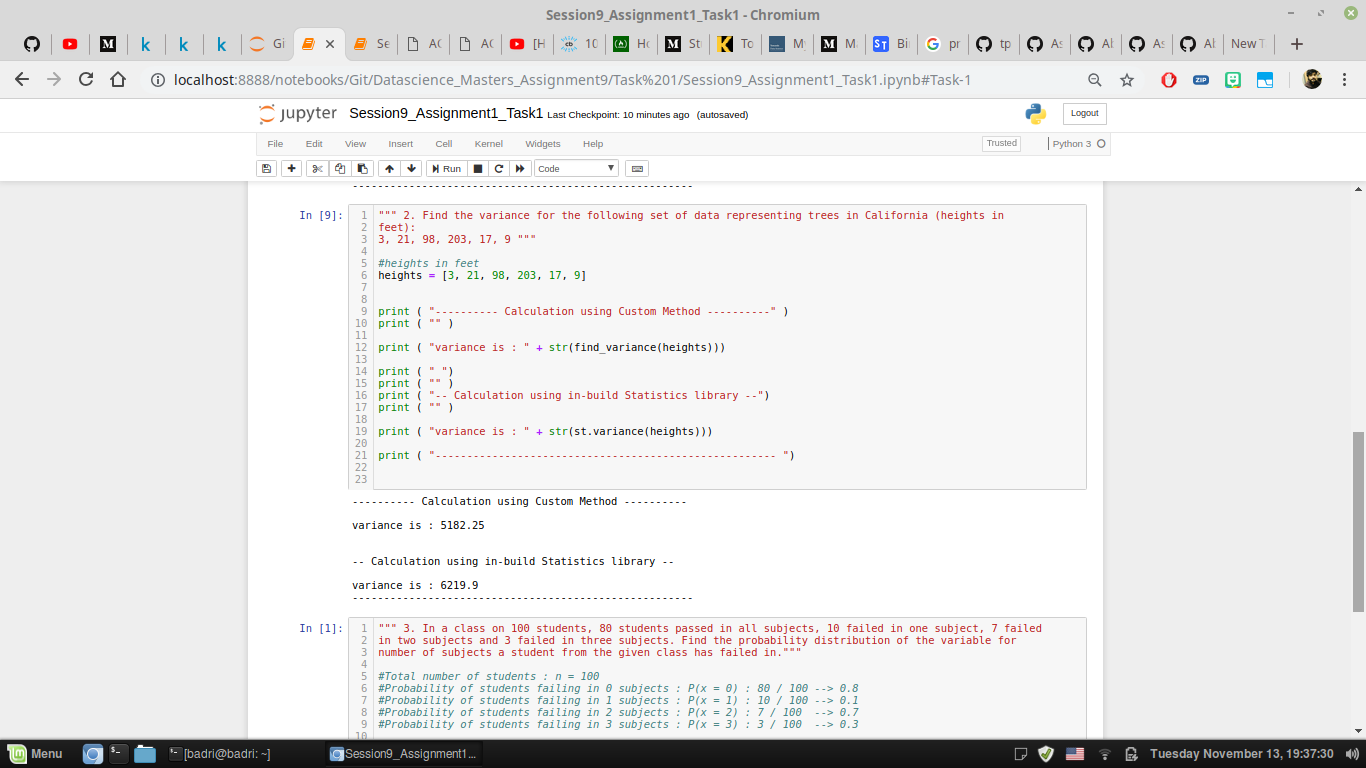 Session9_Assignment1_Task1 - Chromium
Gi
Se
AC
AC
[H
10
Ho
St
To
My
Ma
Bi
pr
tp
As
Al
As
Al
New T
localhost:8888/notebooks/Git/Datascience_Masters_Assignment9/Task%201/Session9_Assignment1_Task1.ipynb#Task-1
ZIP
jupyter Session9_Assignment1_Task1 Last Checkpoint: 10 minutes ago (autosaved)
Logout
File Edit View Insert Cell Kernel Widgets Help
Trusted
Python 3
Run
Code
------------------------------------------------------
In [9]:
1 """ 2. Find the variance for the following set of data representing trees in California (heights in
2 feet):
3 3, 21, 98, 203, 17, 9 """
4
5 #heights in feet
6 heights = [3, 21, 98, 203, 17, 9]
7
8
9 print ( "---------- Calculation using Custom Method ----------" )
10 print ( "" )
11
12 print ( "variance is : " + str(find_variance(heights)))
13
14 print ( " ")
15 print ( "" )
16 print ( "-- Calculation using in-build Statistics library --")
17 print ( "" )
18
19 print ( "variance is : " + str(st.variance(heights)))
20
21 print ( "------------------------------------------------------ ")
22
23
---------- Calculation using Custom Method ----------
variance is : 5182.25
-- Calculation using in-build Statistics library --
variance is : 6219.9
------------------------------------------------------
In [1]:
1 """ 3. In a class on 100 students, 80 students passed in all subjects, 10 failed in one subject, 7 failed
2 in two subjects and 3 failed in three subjects. Find the probability distribution of the variable for
3 number of subjects a student from the given class has failed in."""
4
5 #Total number of students : n = 100
6 #Probability of students failing in 0 subjects : P(x = 0) : 80 / 100 --> 0.8
7 #Probability of students failing in 1 subjects : P(x = 1) : 10 / 100 --> 0.1
8 #Probability of students failing in 2 subjects : P(x = 2) : 7 / 100  --> 0.7
9 #Probability of students failing in 3 subjects : P(x = 3) : 3 / 100  --> 0.3
10
Menu
[badri@badri: ~]
Session9_Assignment1...
Tuesday November 13, 19:37:30